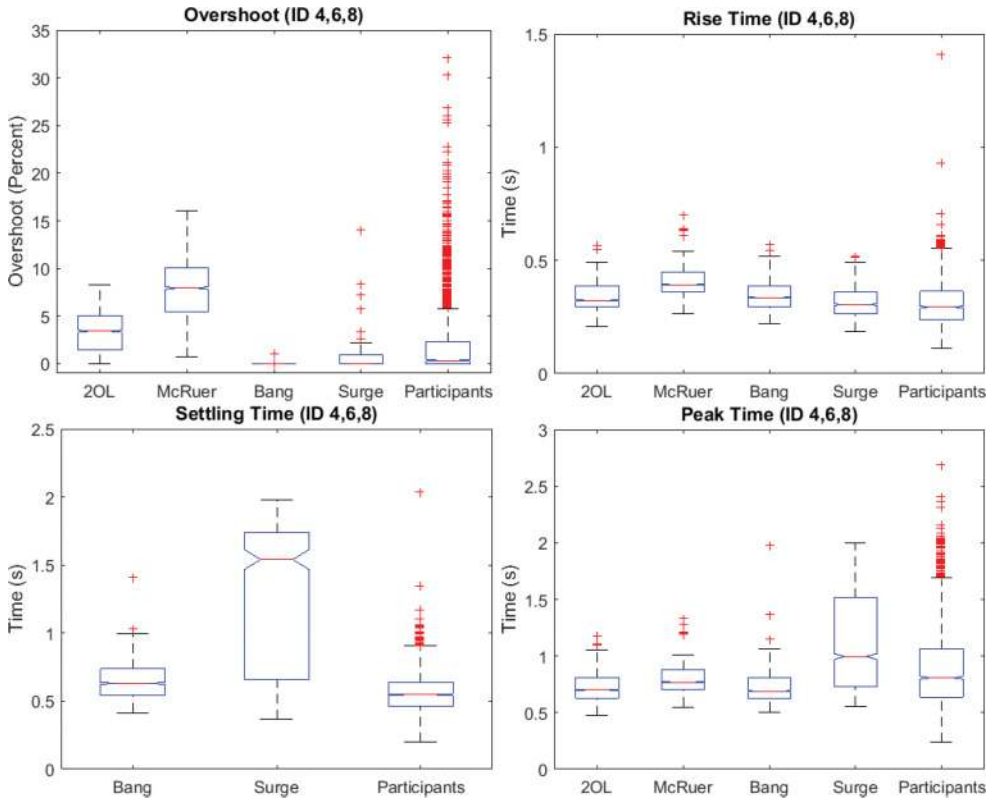 Overshoot (ID 4,6,8)
Overshoot (Percent)
35
30
25
20
15
10
5
0
2OL McRuer Bang Surge Participants
Rise Time (ID 4,6,8)
Time (s)
1.5
1
0.5
0
2OL McRuer Bang Surge Participants
Settling Time (ID 4,6,8)
Time (s)
2.5
2
1.5
1
0.5
0
Bang Surge Participants
Peak Time (ID 4,6,8)
Time (s)
3
2.5
2
1.5
1
0.5
0
2OL McRuer Bang Surge Participants